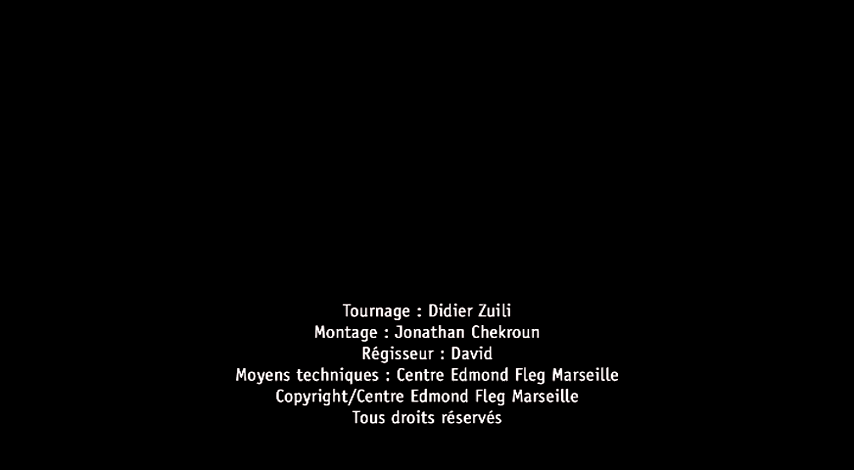 Tournage : Didier Zuili
Montage : Jonathan Chekroun
Régisseur : David
Moyens techniques : Centre Edmond Fleg Marseille
Copyright/Centre Edmond Fleg Marseille
Tous droits réservés